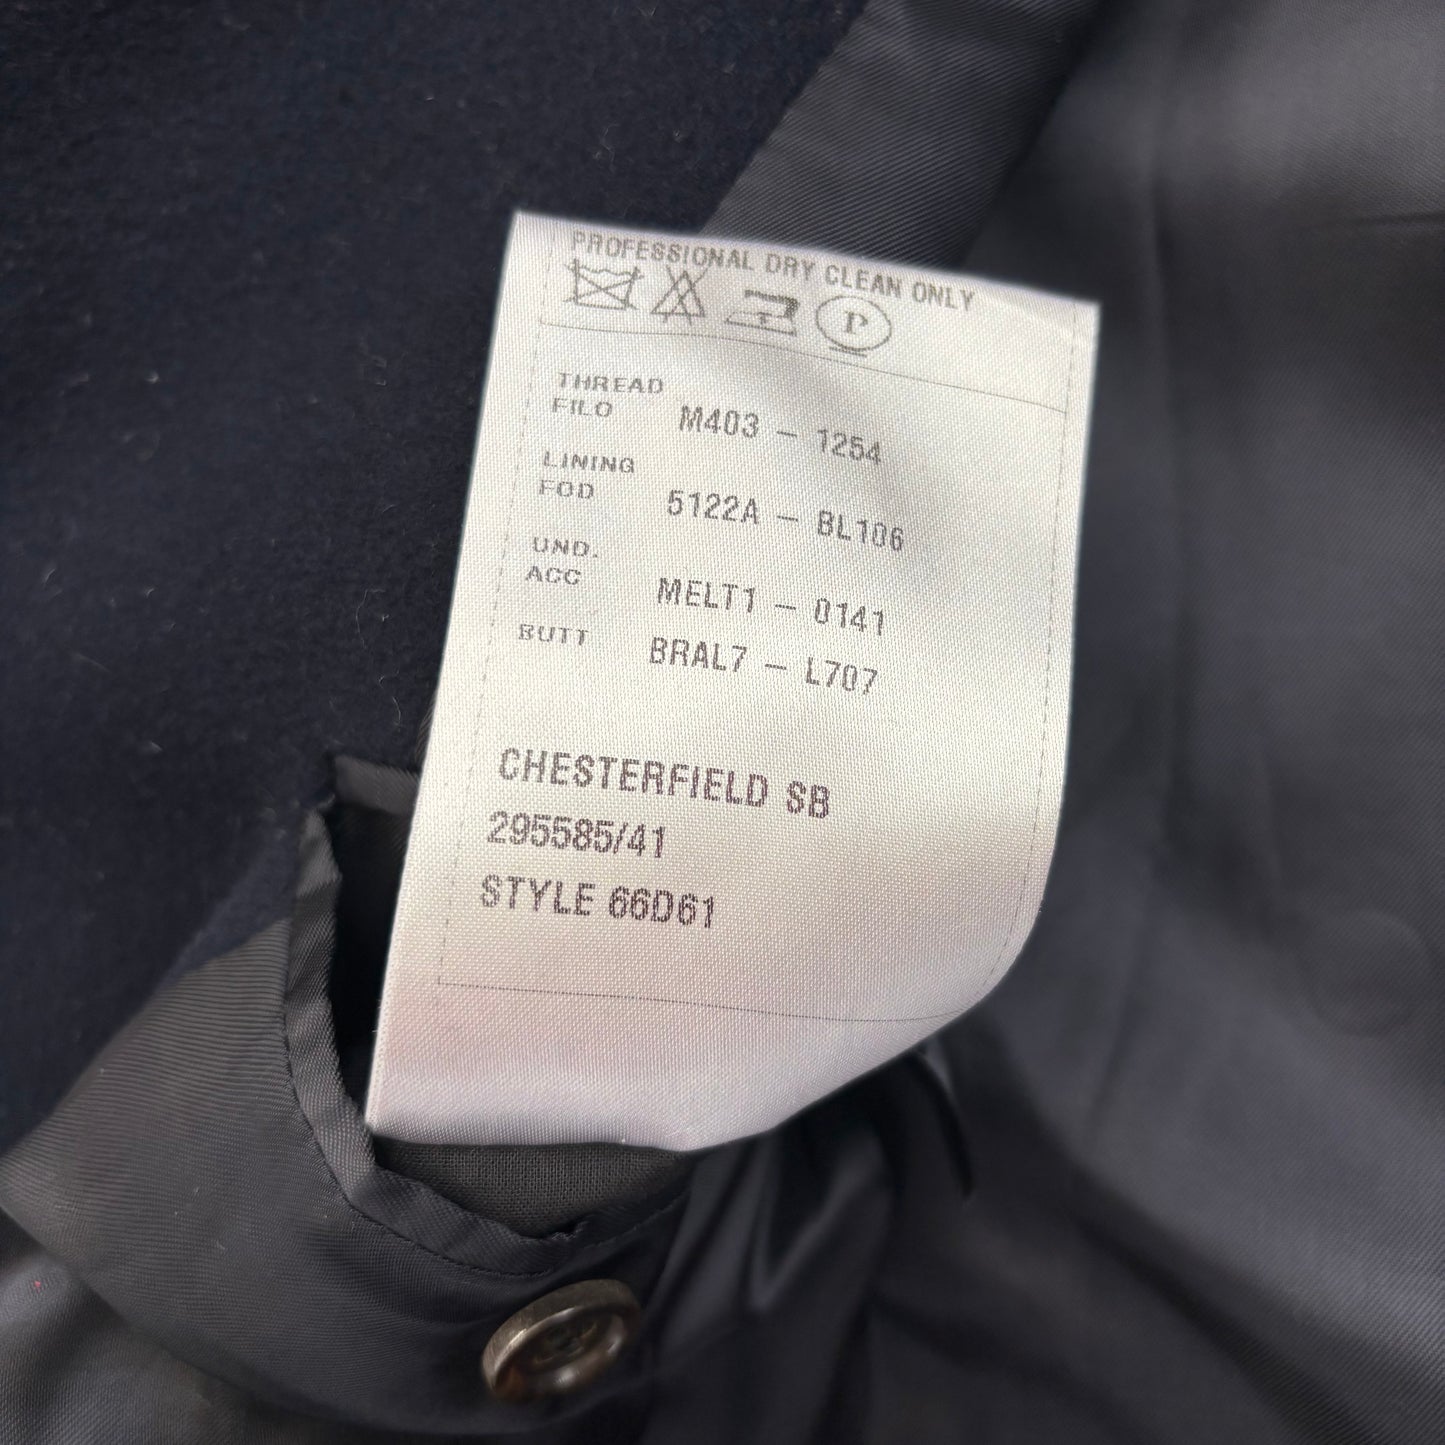 PROFESSIONAL DRY CLEAN ONLY
P
THREAD
FILO M403 – 1254
LINING
FOD 5122A – BL106
UND.
ACC MELT1 – 0141
BUTT BRAL7 – L707
CHESTERFIELD SB
295585/41
STYLE 66D61